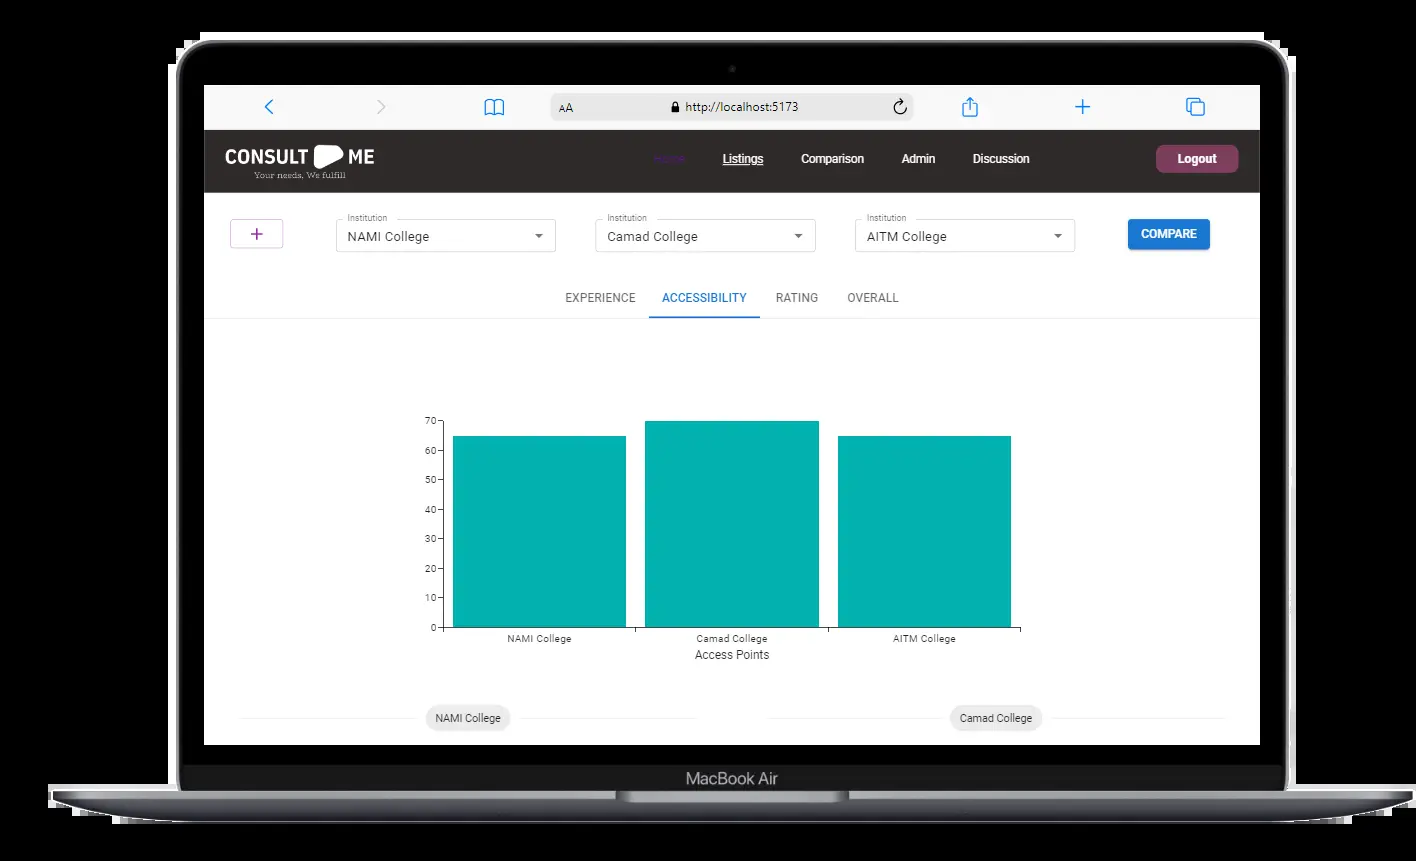 AA http://localhost:5173
CONSULT ME Home Listings Comparison Admin Discussion Logout
Your needs, We fulfill
Institution Institution Institution
+ NAMI College Camad College AITM College COMPARE
EXPERIENCE ACCESSIBILITY RATING OVERALL
70
60
50
40
30
20
10
0
NAMI College Camad College AITM College
Access Points
NAMI College Camad College
MacBook Air